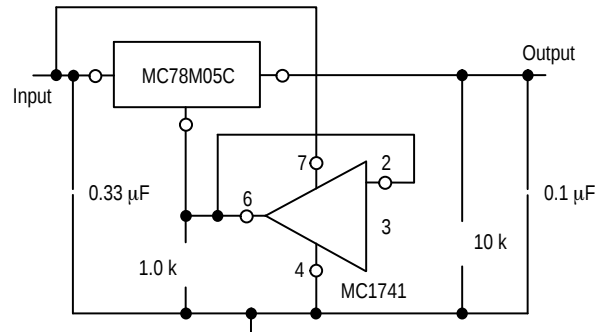 Output
MC78M05C
Input
7
2
6
3
0.33 μF
0.1 μF
10 k
1.0 k
4
MC1741